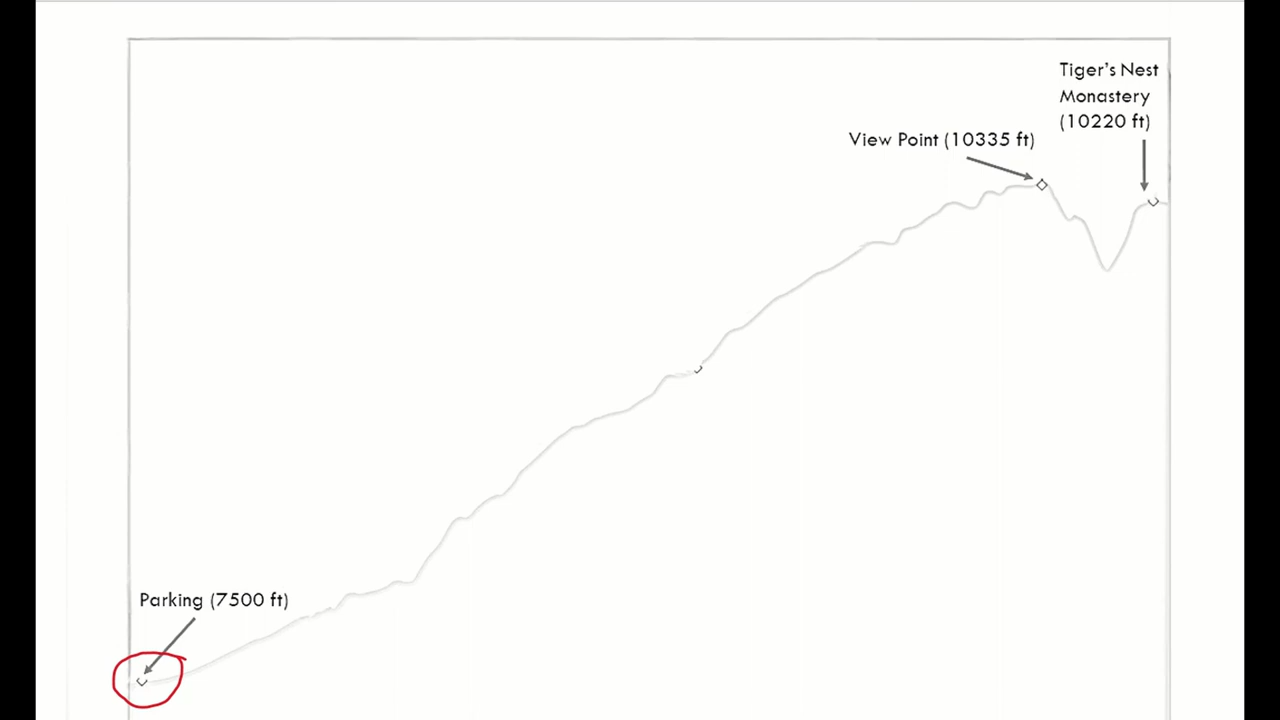 Tiger's Nest
Monastery
(10220 ft)
View Point (10335 ft)
Parking (7500 ft)